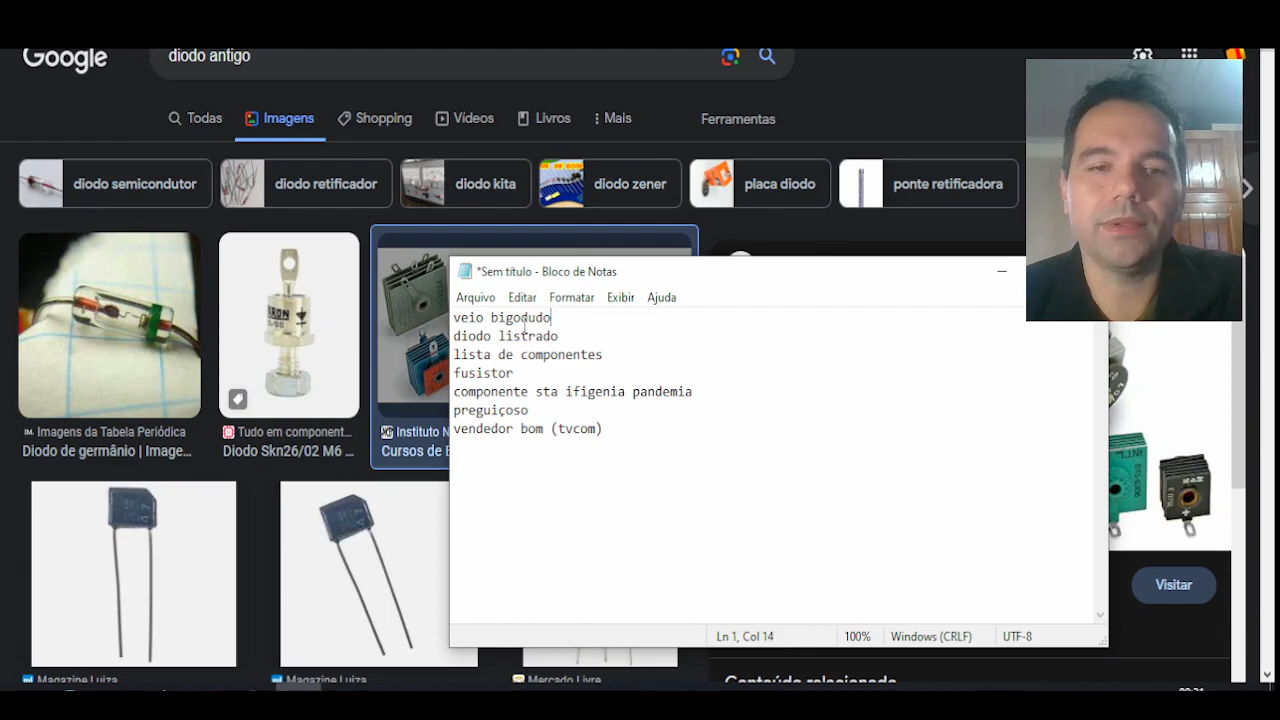 Google
diodo antigo
Todas
Imagens
Shopping
Vídeos
Livros
Mais
Ferramentas
diodo semicondutor
diodo retificador
diodo kita
diodo zener
placa diodo
ponte retificadora
*Sem título - Bloco de Notas
Arquivo Editar Formatar Exibir Ajuda
veio bigodudo
diodo listrado
lista de componentes
fusistor
componente sta ifigenia pandemia
preguiçoso
vendedor bom (tvcom)
Ln 1, Col 14
100%
Windows (CRLF)
UTF-8
Imagens da Tabela Periódica
Diodo de germânio | Image...
Tudo em component...
Diodo Skn26/02 M6 ...
Instituto
Cursos de
Visitar
Magazine Luiza
Magazine Luiza
Mercado Livre
Conteúdo relacionado